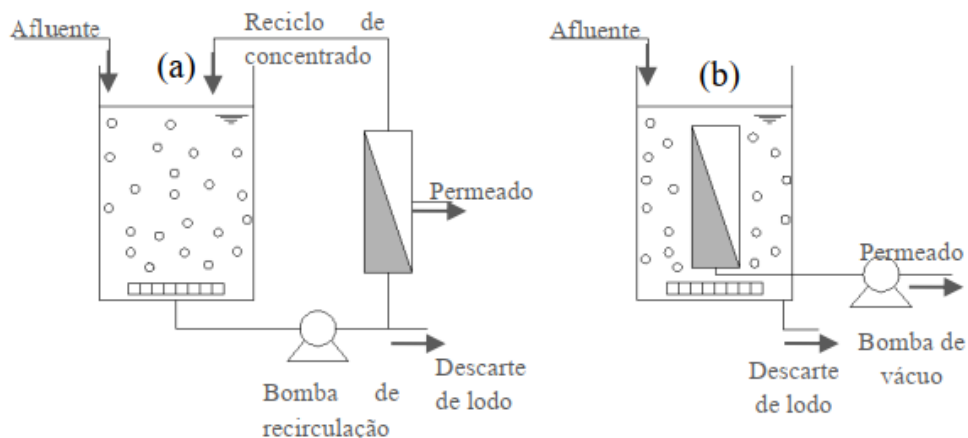 Afluente
Reciclo de
concentrado
(a)
Permeado
Descarte
de lodo
Bomba de
recirculação
Afluente
(b)
Permeado
Bomba de
vácuo
Descarte
de lodo